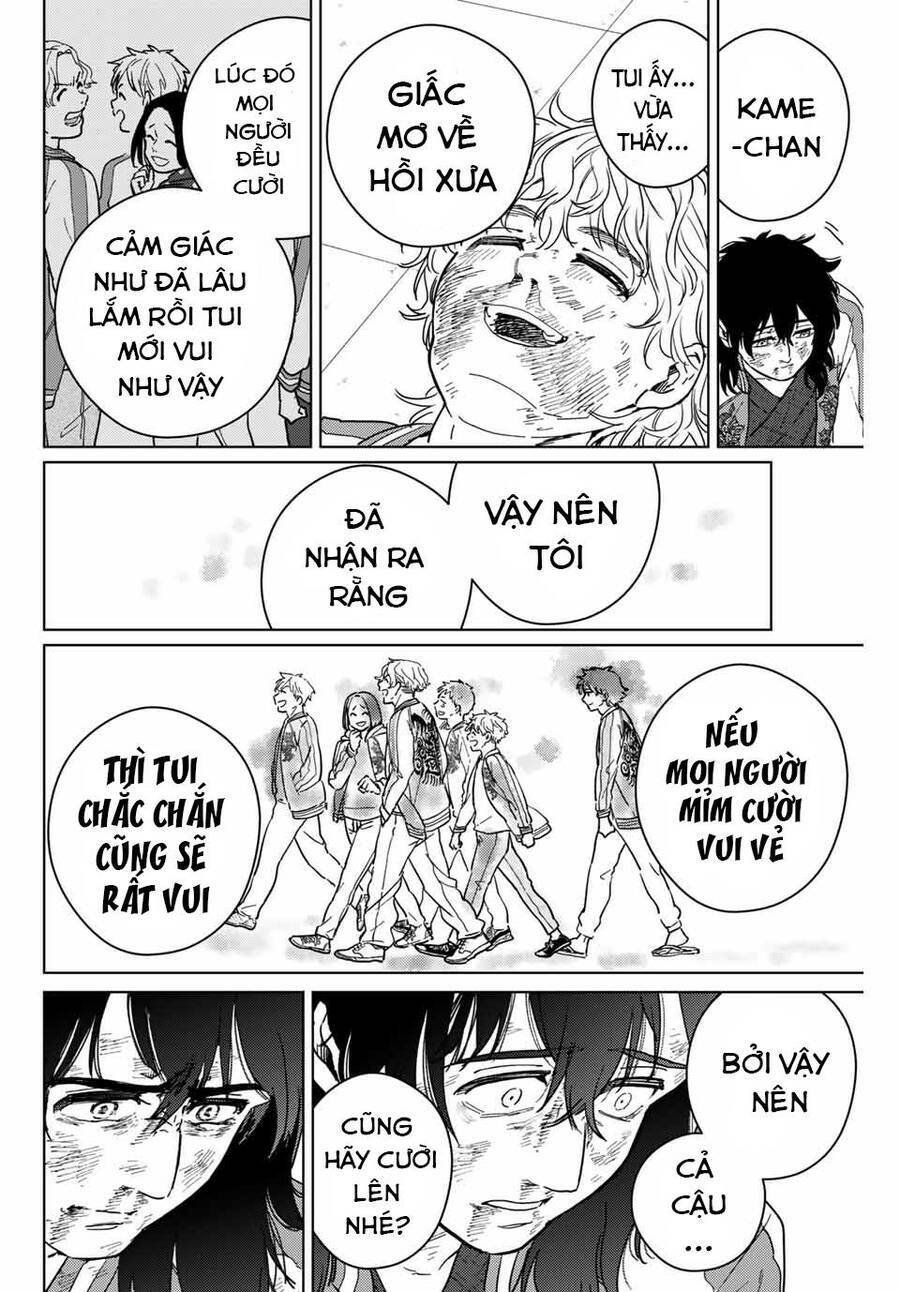 KAME
-CHAN
TUI ẤY...
VỪA
THẤY...
GIẤC
MƠ VỀ
HỒI XƯA
LÚC ĐÓ
MỌI
NGƯỜI
ĐỀU
CƯỜI
CẢM GIÁC
NHƯ ĐÃ LÂU
LẮM RỒI TUI
MỚI VUI
NHƯ VẬY
VẬY NÊN
TÔI
ĐÃ
NHẬN RA
RẰNG
NẾU
MỌI NGƯỜI
MỈM CƯỜI
VUI VẺ
THÌ TUI
CHẮC CHẮN
CŨNG SẼ
RẤT VUI
BỞI VẬY
NÊN
CẢ
CẬU
...
CŨNG
HÃY CƯỜI
LÊN
NHÉ?